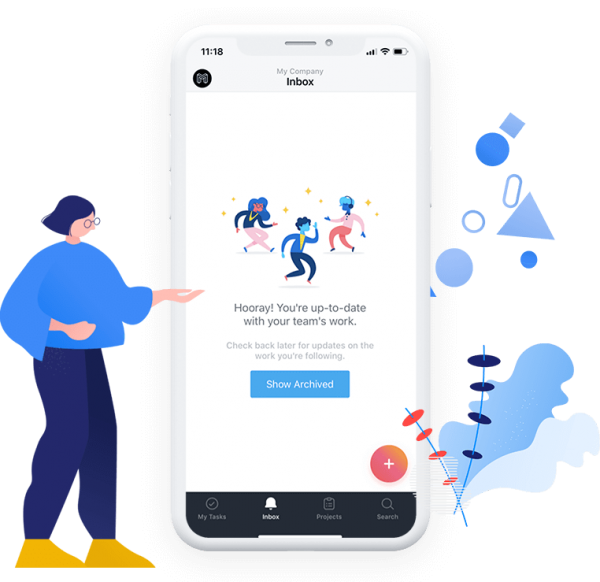 11:18
My Company
Inbox
Hooray! You're up-to-date
with your team's work.
Check back later for updates on the
work you're following.
Show Archived
My Tasks
Inbox
Projects
Search